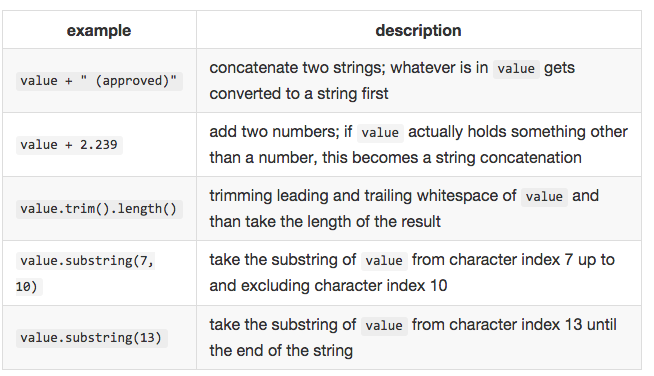 example description
value + " (approved)" concatenate two strings; whatever is in value gets
converted to a string first
value + 2.239 add two numbers; if value actually holds something other
than a number, this becomes a string concatenation
value.trim().length() trimming leading and trailing whitespace of value and
than take the length of the result
value.substring(7, take the substring of value from character index 7 up to
10) and excluding character index 10
value.substring(13) take the substring of value from character index 13 until
the end of the string